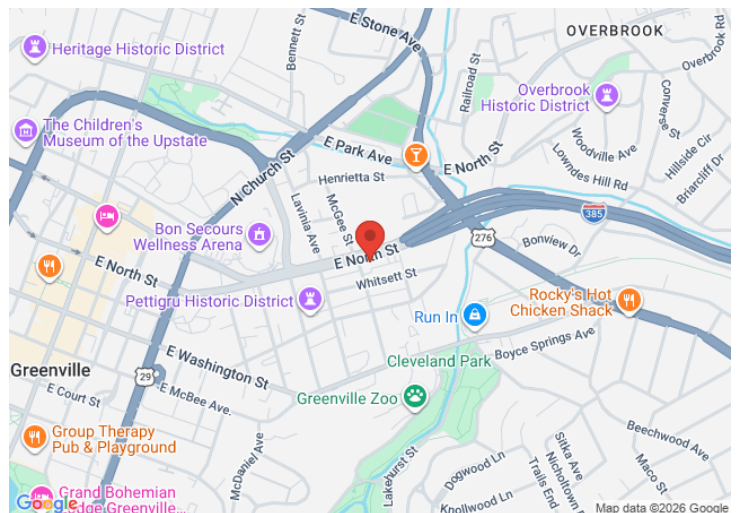 E Stone Ave
OVERBROOK
Heritage Historic District
Bennett St
Railroad St
Overbrook Rd
Overbrook
Historic District
Converse St
The Children's
Museum of the Upstate
N Church St
E Park Ave
E North St
Woodville Ave
Hillside Cir
Lowndes Hill Rd
Briarcliff Dr
Henrietta St
Lavinia Ave
McGee St
Bon Secours
Wellness Arena
385
276
E North St
Bonview Dr
E North St
Whitsett St
Pettigru Historic District
Rocky's Hot
Chicken Shack
Run In
E Washington St
Boyce Springs Ave
Cleveland Park
Greenville
29
E McBee Ave.
E Court St
Greenville Zoo
Group Therapy
Pub & Playground
McDaniel Ave
Lakehurst St
Beechwood Ave
Sitka Ave
Nicholtown
Maco St
Dogwood Ln
Trails End
Knollwood Ln
Grand Bohemian
Lodge Greenville...
Google
Map data ©2026 Google